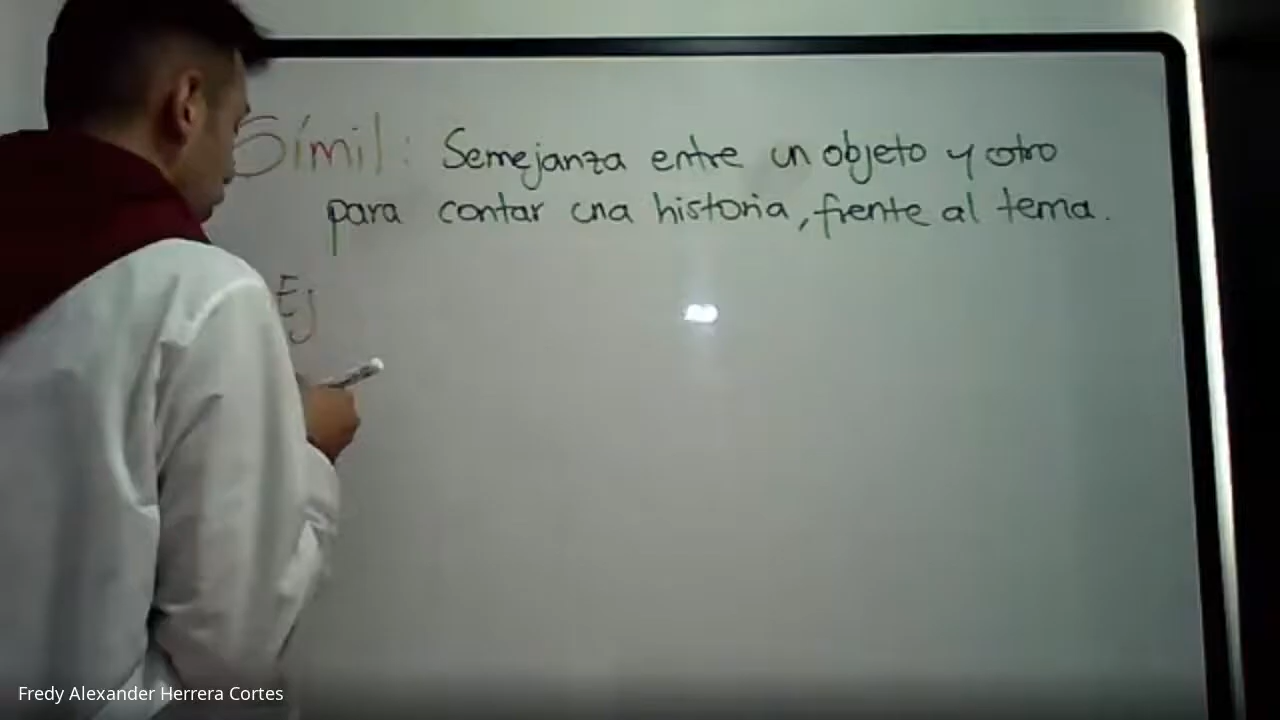 Símil: Semejanza entre un objeto y otro
para contar una historia, frente al tema.
Ej
Fredy Alexander Herrera Cortes